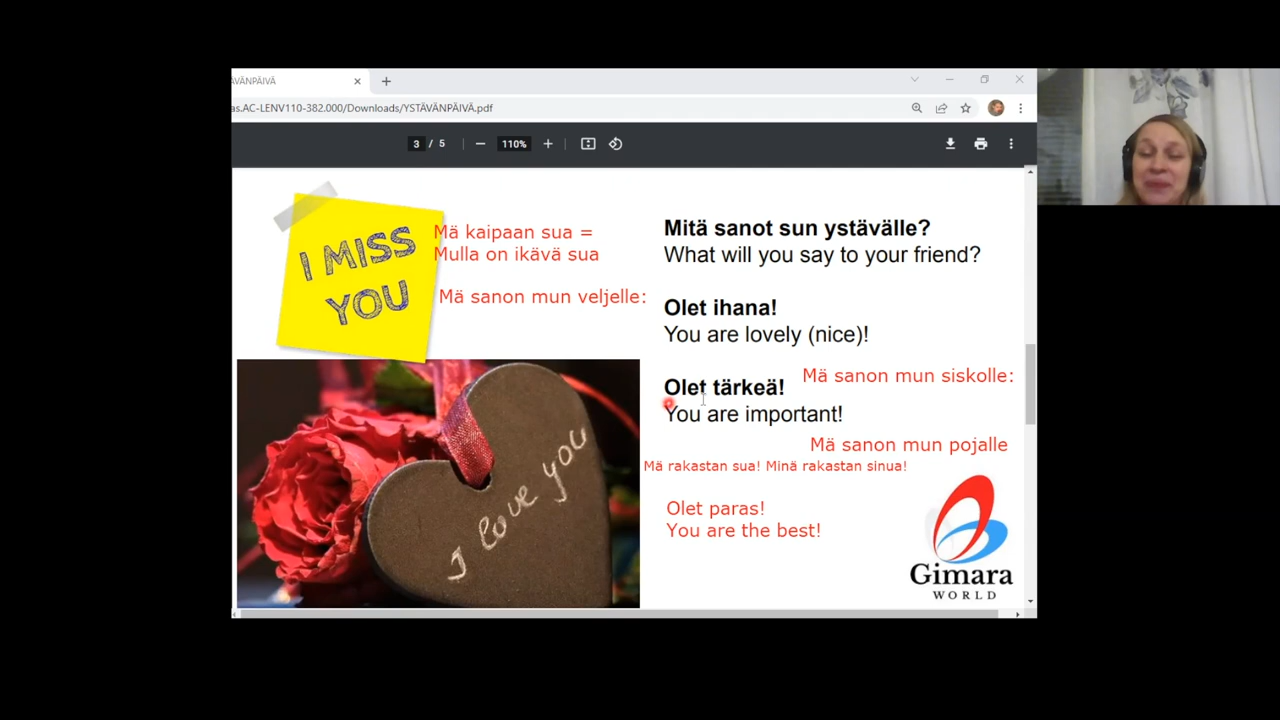 ÄVÄNPÄIVÄ
as.AC-LENV110-382.000/Downloads/YSTÄVÄNPÄIVÄ.pdf
3 / 5
110%
I MISS
YOU
Mä kaipaan sua =
Mulla on ikävä sua
Mä sanon mun veljelle:
I love you
Mitä sanot sun ystävälle?
What will you say to your friend?
Olet ihana!
You are lovely (nice)!
Olet tärkeä!
Mä sanon mun siskolle:
You are important!
Mä sanon mun pojalle
Mä rakastan sua! Minä rakastan sinua!
Olet paras!
You are the best!
Gimara
WORLD